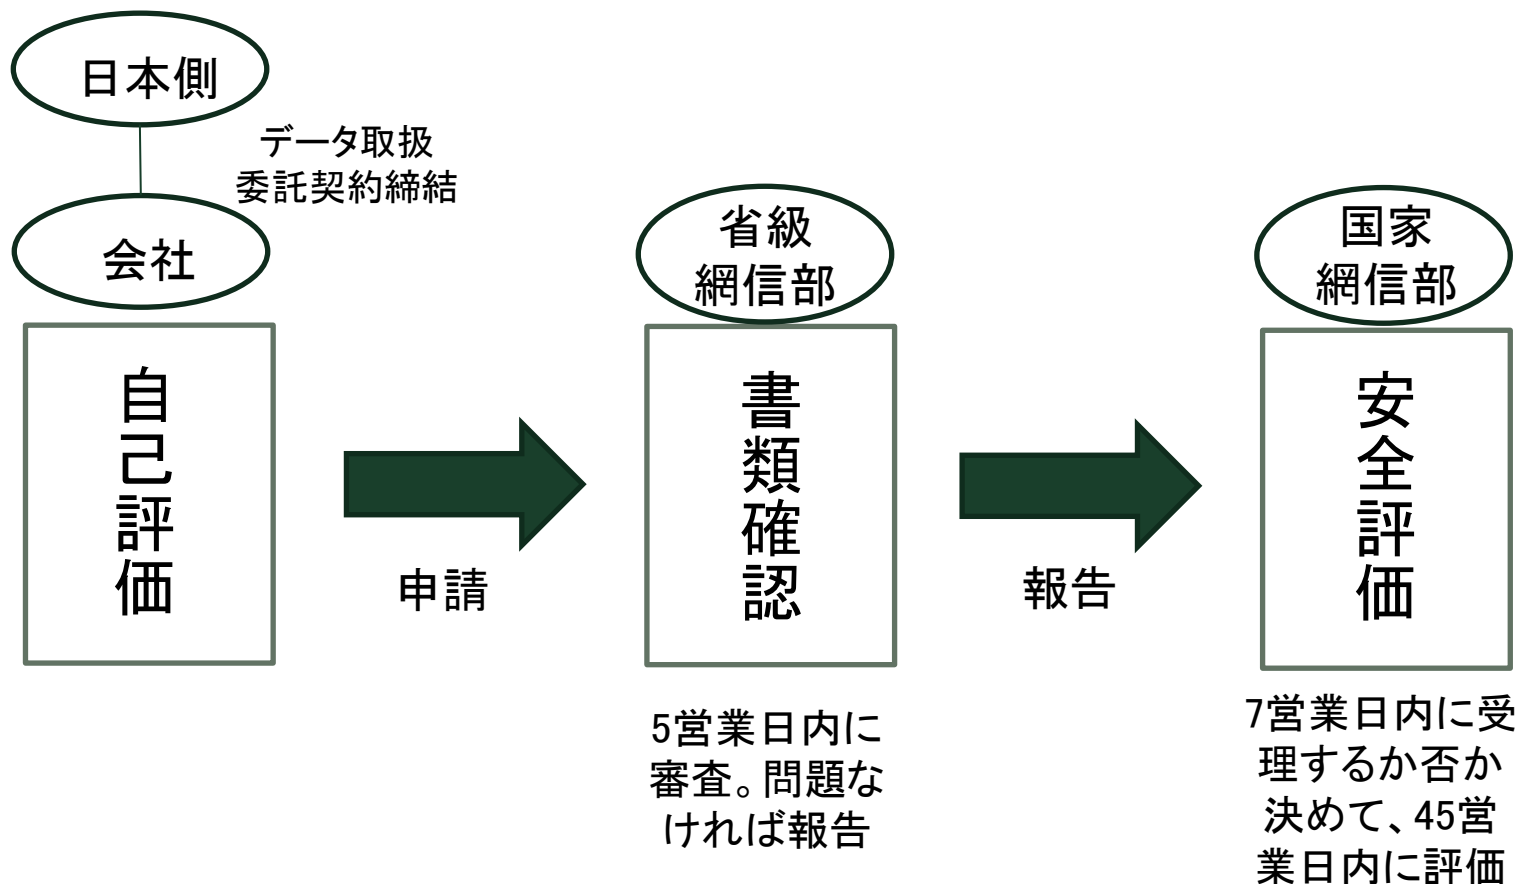 日本側
データ取扱
委託契約締結
会社
自己評価
申請
省級
網信部
書類確認
5営業日内に
審査。問題な
ければ報告
報告
国家
網信部
安全評価
7営業日内に受
理するか否か
決めて、45営
業日内に評価